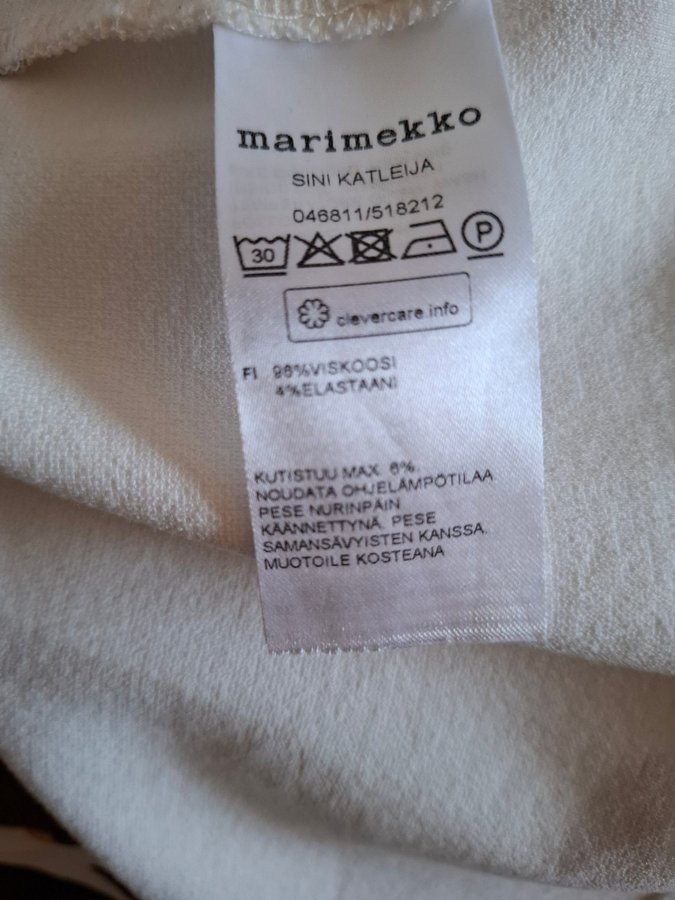 marimekko
SINI KATLEIJA
046811/518212
30
P
clevercare.info
FI 96%VISKOOSI
4%ELASTAANI
KUTISTUU MAX. 6%.
NOUDATA OHJELÄMPÖTILAA.
PESE NURINPÄIN
KÄÄNNETTYNÄ. PESE
SAMANSÄVYISTEN KANSSA.
MUOTOILE KOSTEANA